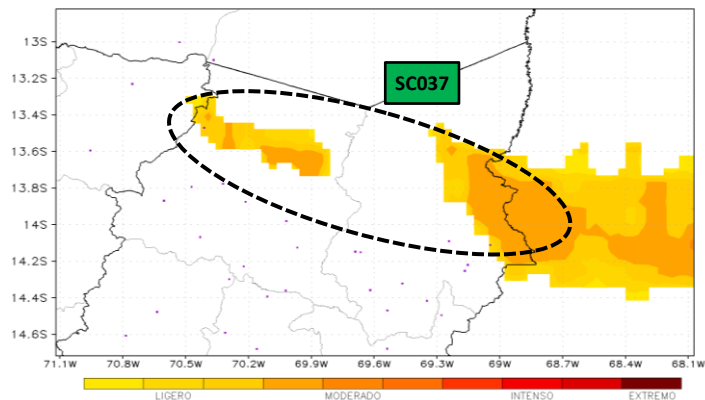 SC037
13S
13.2S
13.4S
13.6S
13.8S
14S
14.2S
14.4S
14.6S
71.1W 70.8W 70.5W 70.2W 69.9W 69.6W 69.3W 69W 68.7W 68.4W 68.1W
LIGERO MODERADO INTENSO EXTREMO